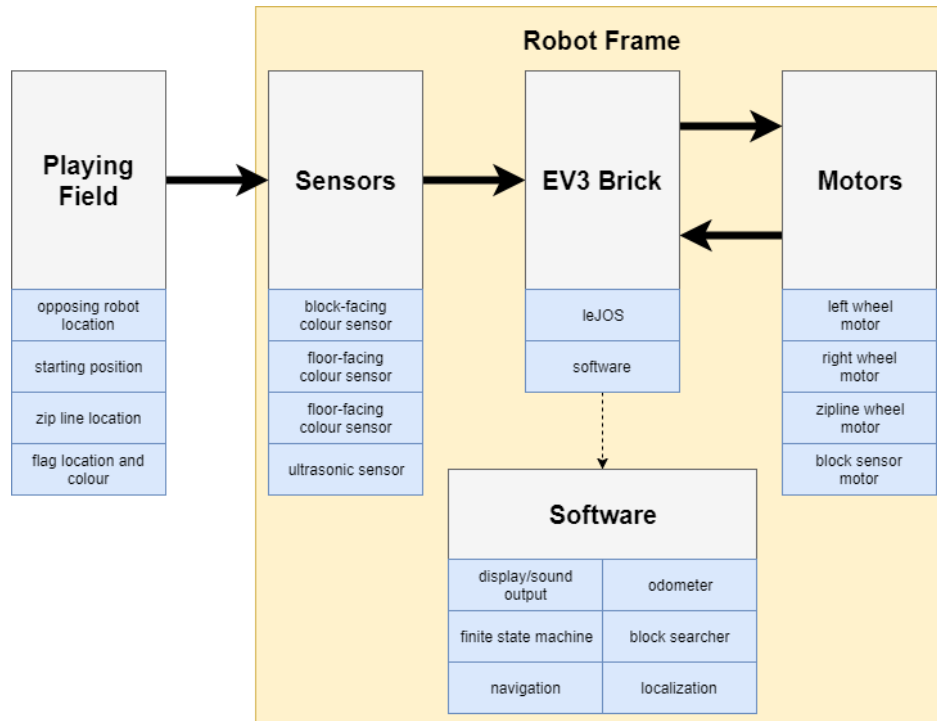 Robot Frame
Playing
Field
opposing robot
location
starting position
zip line location
flag location and
colour
Sensors
block-facing
colour sensor
floor-facing
colour sensor
floor-facing
colour sensor
ultrasonic sensor
EV3 Brick
leJOS
software
Motors
left wheel
motor
right wheel
motor
zipline wheel
motor
block sensor
motor
Software
display/sound
output
odometer
finite state machine
block searcher
navigation
localization